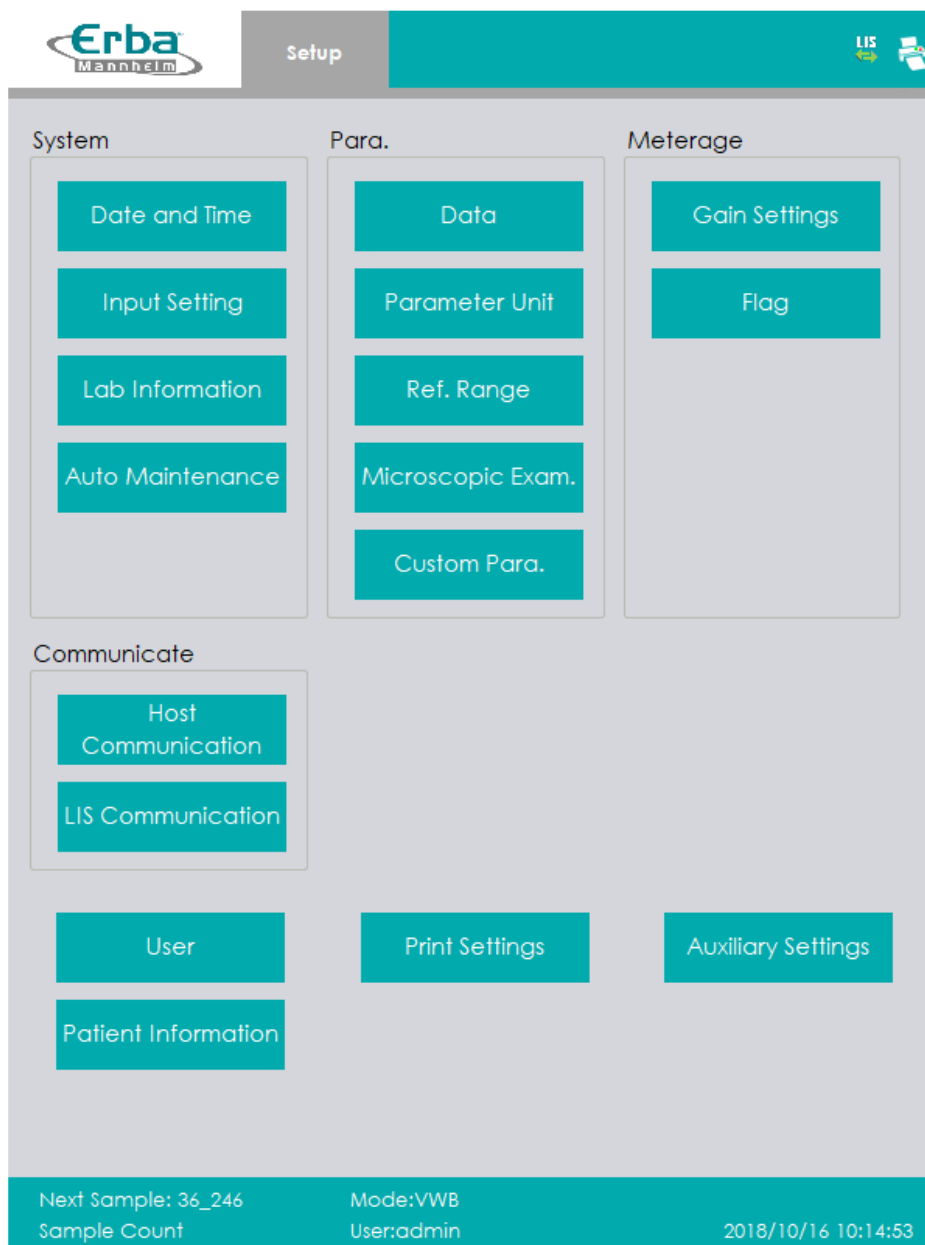 Erba
Mannheim
Setup
LIS
System
Para.
Meterage
Date and Time
Data
Gain Settings
Input Setting
Parameter Unit
Flag
Lab Information
Ref. Range
Auto Maintenance
Microscopic Exam.
Custom Para.
Communicate
Host
Communication
LIS Communication
User
Print Settings
Auxiliary Settings
Patient Information
Next Sample: 36_246
Mode:VWB
Sample Count
User:admin
2018/10/16 10:14:53